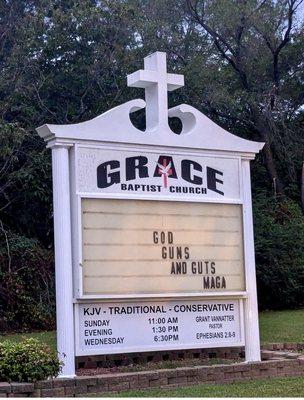 GRACE
BAPTIST CHURCH
GOD
GUNS
AND GUTS
MAGA
KJV - TRADITIONAL - CONSERVATIVE
SUNDAY 11:00 AM GRANT VANNATTER
EVENING 1:30 PM PASTOR
WEDNESDAY 6:30PM EPHESIANS 2:8-9